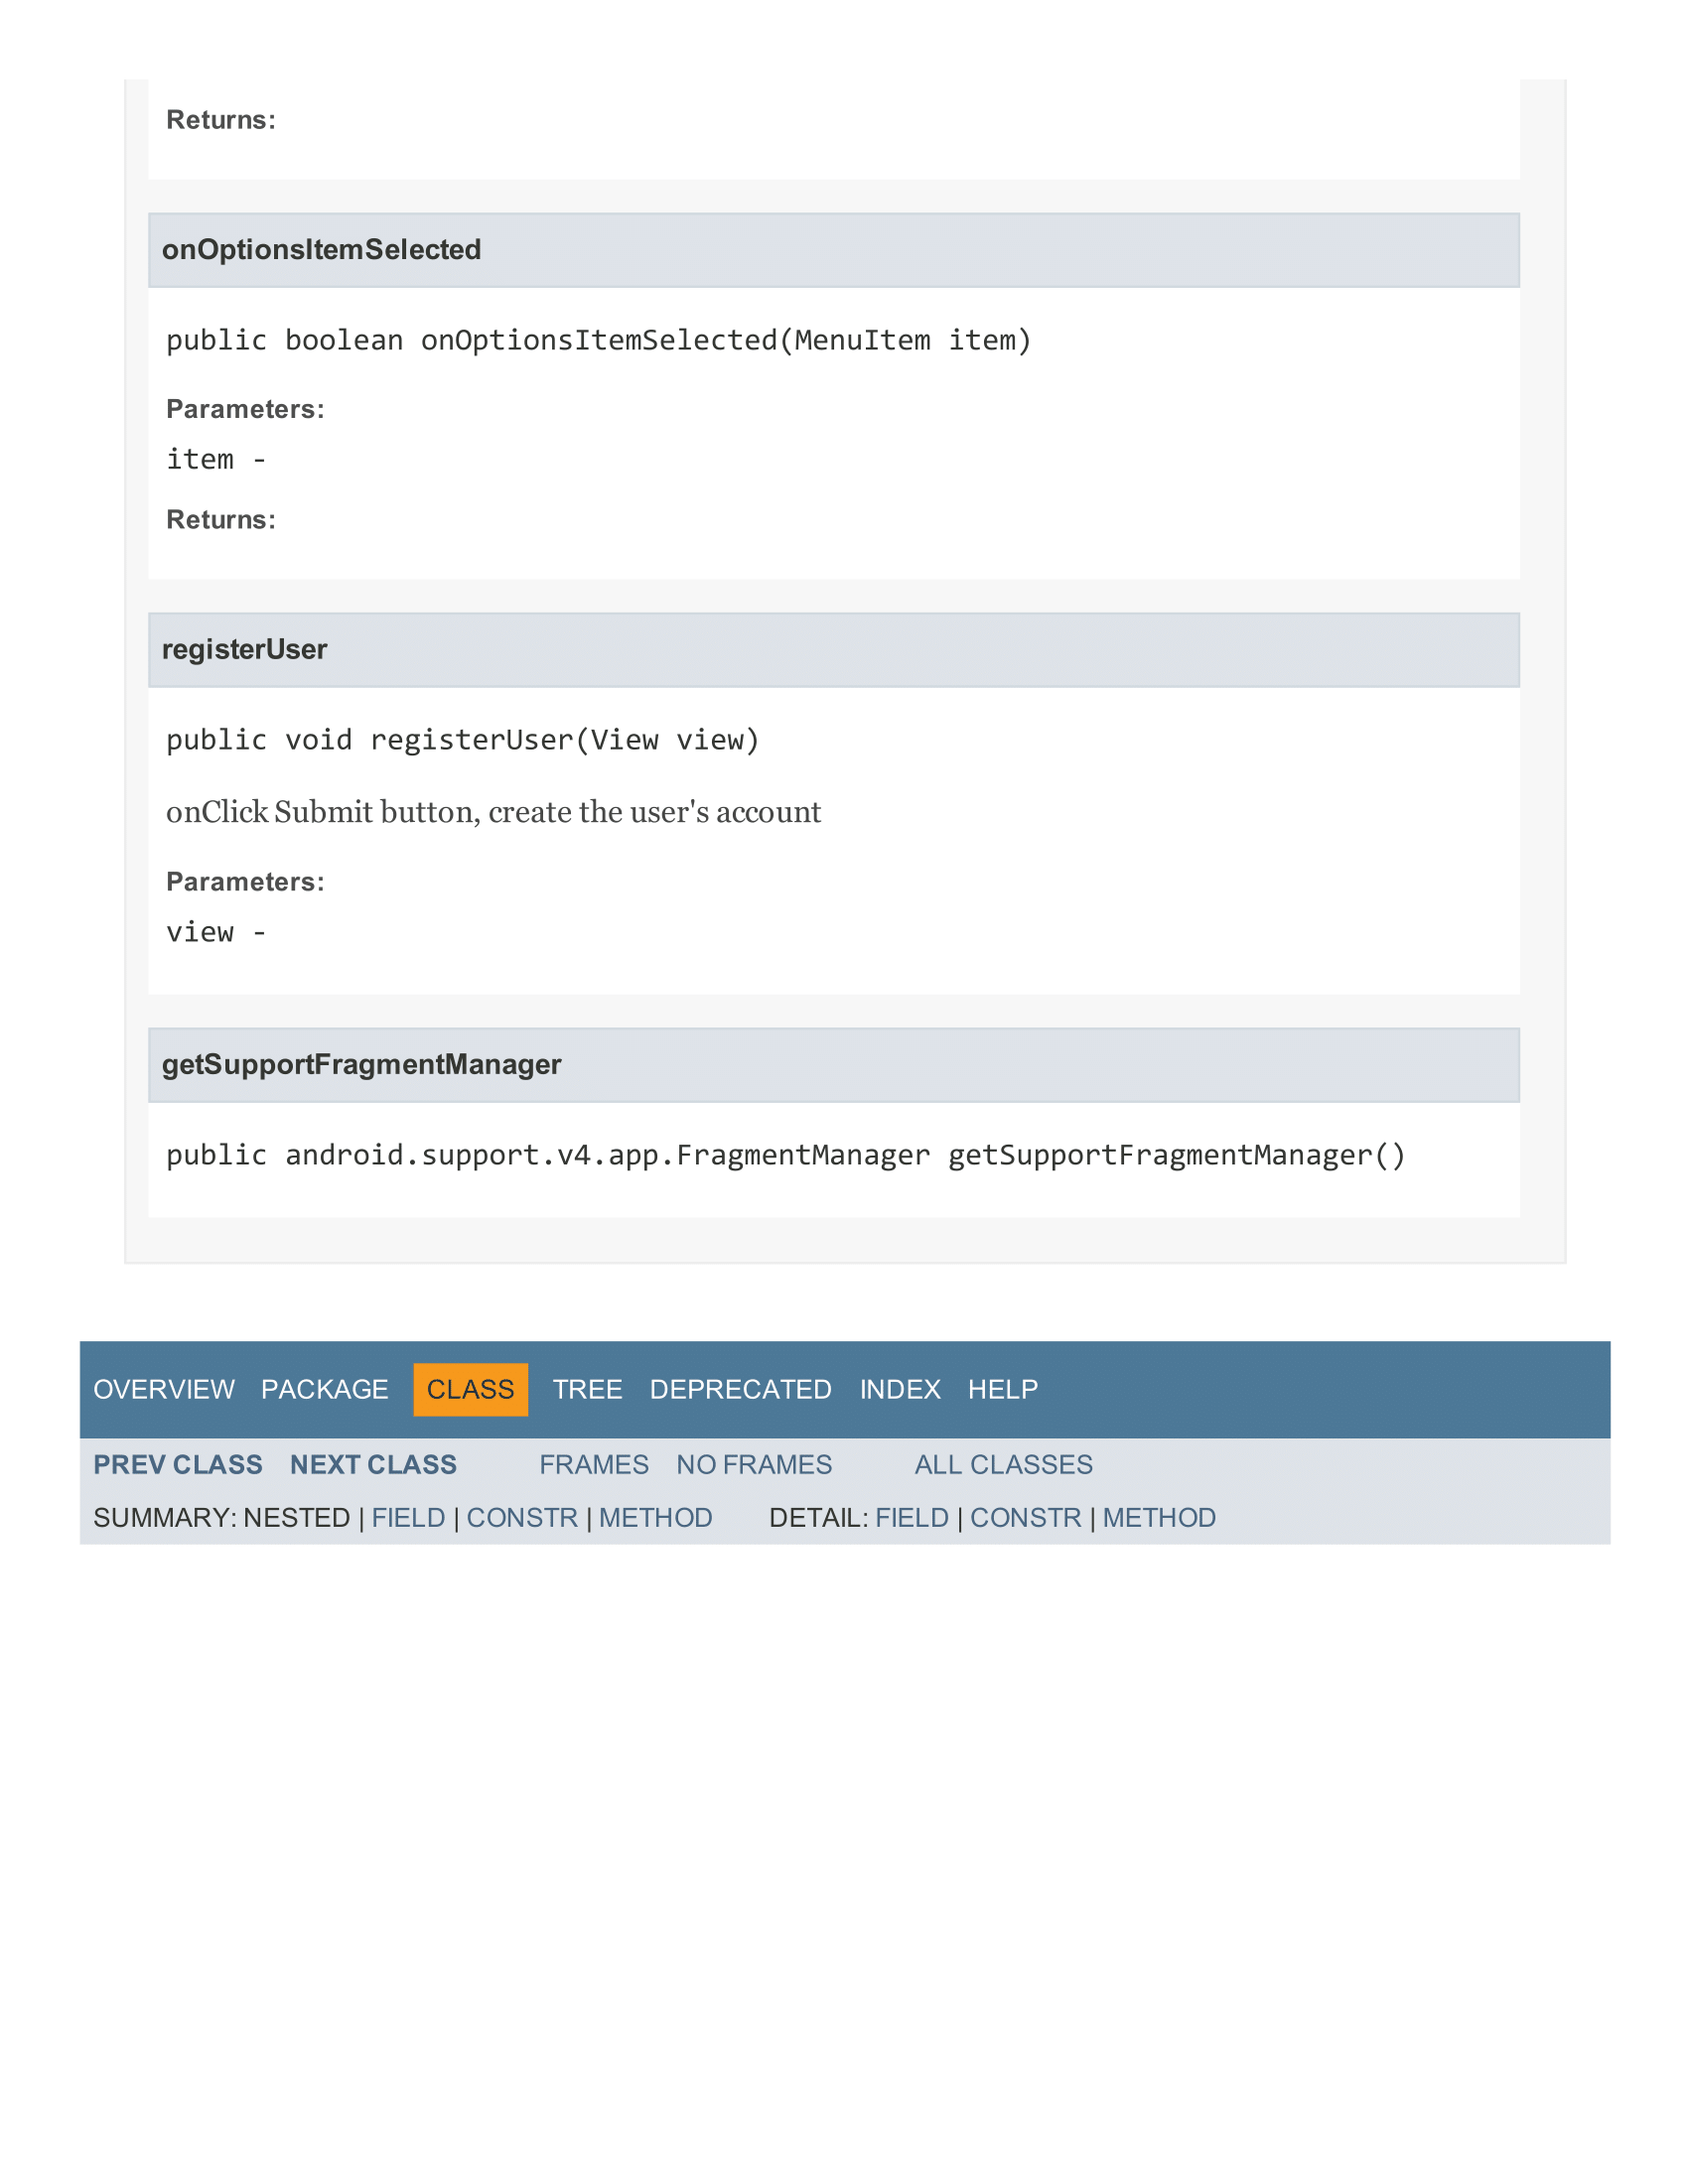 Returns:
onOptionsItemSelected
public boolean onOptionsItemSelected(MenuItem item)
Parameters:
item -
Returns:
registerUser
public void registerUser(View view)
onClick Submit button, create the user's account
Parameters:
view -
getSupportFragmentManager
public android.support.v4.app.FragmentManager getSupportFragmentManager()
OVERVIEW PACKAGE CLASS TREE DEPRECATED INDEX HELP
PREV CLASS NEXT CLASS FRAMES NO FRAMES ALL CLASSES
SUMMARY: NESTED | FIELD | CONSTR | METHOD DETAIL: FIELD | CONSTR | METHOD